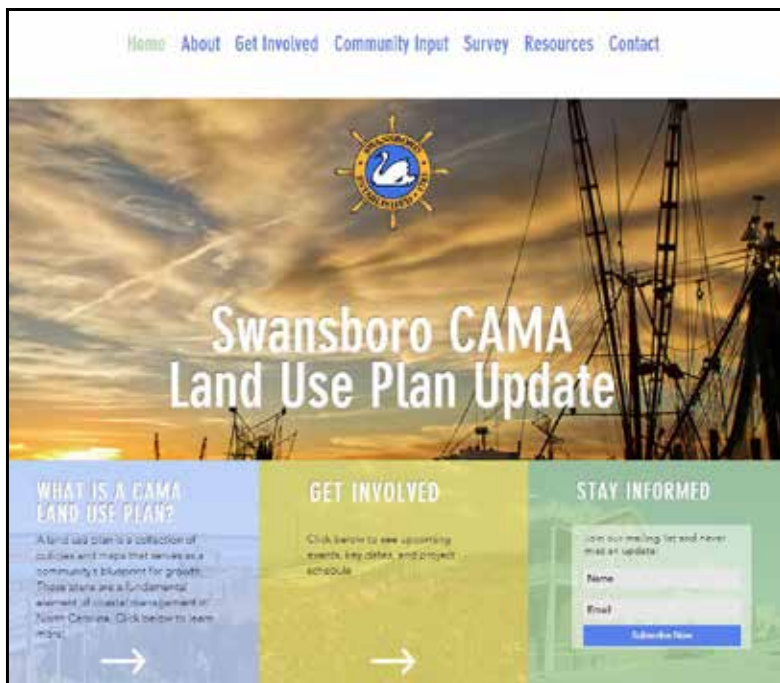 Home About Get Involved Community Input Survey Resources Contact
SWANSBORO
ESTABLISHED 1783
Swansboro CAMA
Land Use Plan Update
WHAT IS A CAMA
LAND USE PLAN?
A land use plan is a collection of
policies and maps that serves as a
community's blueprint for growth.
These plans are a fundamental
element of coastal management in
North Carolina. Click below to learn
more!
GET INVOLVED
Click below to see upcoming
events, key dates, and project
schedule
STAY INFORMED
Join our mailing list and never
miss an update!
Name
Email
Subscribe Now